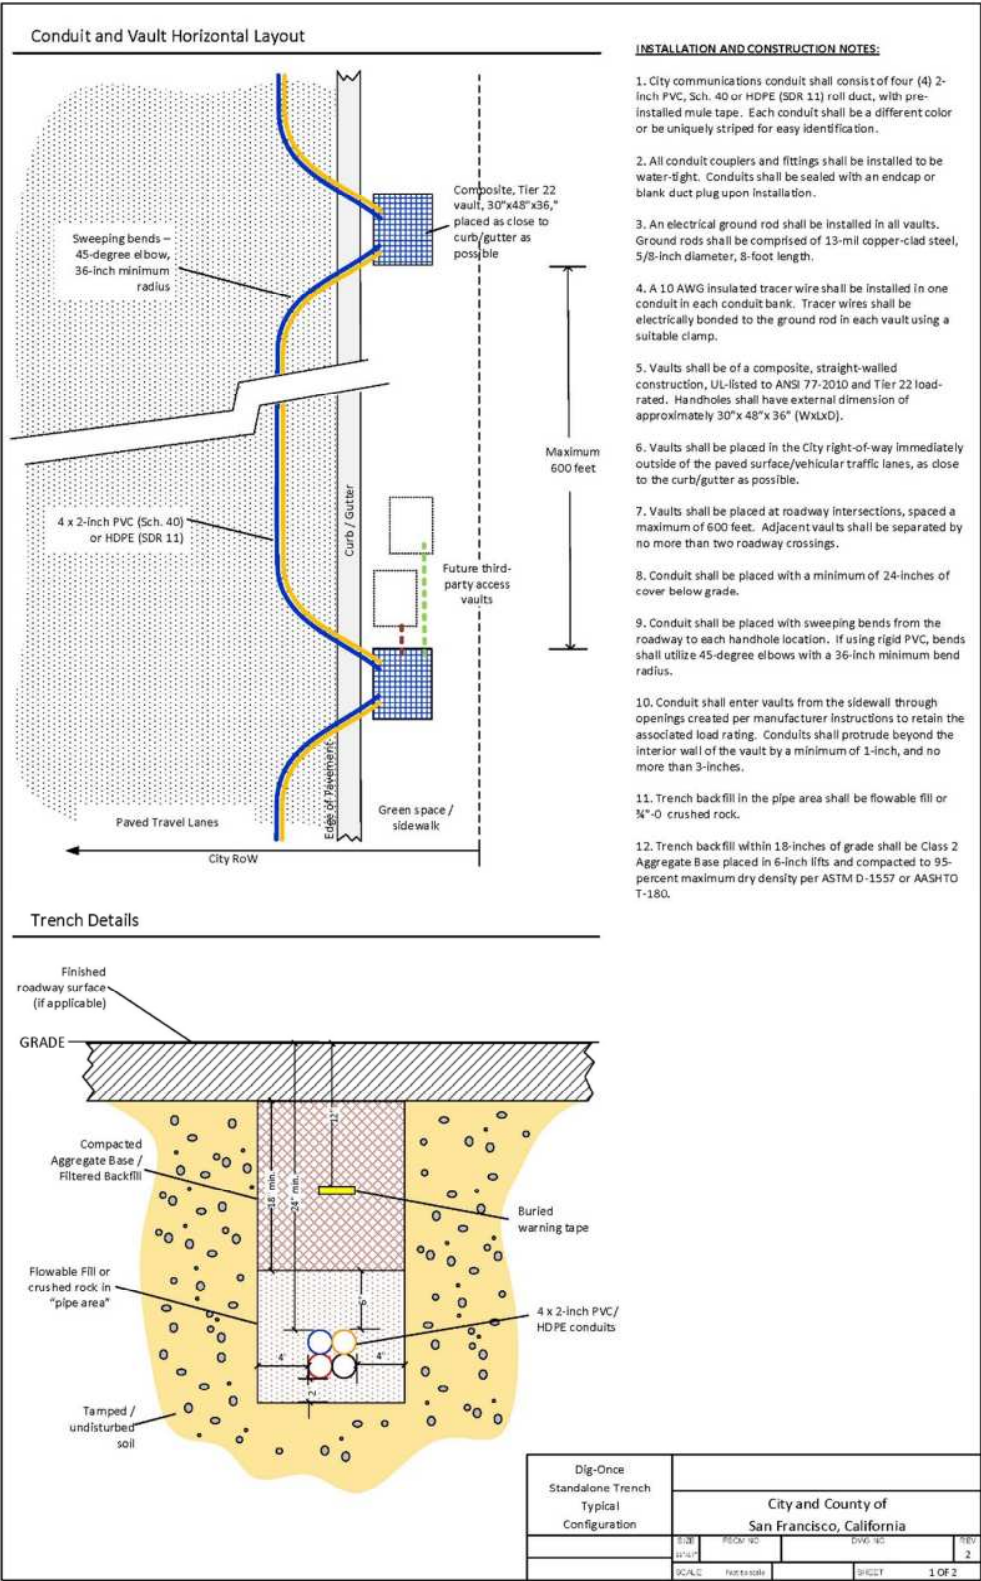 Conduit and Vault Horizontal Layout
Composite, Tier 22
vault, 30"x48"x36,"
placed as close to
curb/gutter as
possible
Sweeping bends –
45-degree elbow,
36-inch minimum
radius
Maximum
600 feet
4 x 2-inch PVC (Sch. 40)
or HDPE (SDR 11)
Curb / Gutter
Future third-
party access
vaults
Edge of Pavement
Paved Travel Lanes
Green space /
sidewalk
City RoW
INSTALLATION AND CONSTRUCTION NOTES:
1. City communications conduit shall consist of four (4) 2-
inch PVC, Sch. 40 or HDPE (SDR 11) roll duct, with pre-
installed mule tape. Each conduit shall be a different color
or be uniquely striped for easy identification.
2. All conduit couplers and fittings shall be installed to be
water-tight. Conduits shall be sealed with an endcap or
blank duct plug upon installation.
3. An electrical ground rod shall be installed in all vaults.
Ground rods shall be comprised of 13-mil copper-clad steel,
5/8-inch diameter, 8-foot length.
4. A 10 AWG insulated tracer wire shall be installed in one
conduit in each conduit bank. Tracer wires shall be
electrically bonded to the ground rod in each vault using a
suitable clamp.
5. Vaults shall be of a composite, straight-walled
construction, UL-listed to ANSI 77-2010 and Tier 22 load-
rated. Handholes shall have external dimension of
approximately 30"x 48"x 36" (WxLxD).
6. Vaults shall be placed in the City right-of-way immediately
outside of the paved surface/vehicular traffic lanes, as close
to the curb/gutter as possible.
7. Vaults shall be placed at roadway intersections, spaced a
maximum of 600 feet. Adjacent vaults shall be separated by
no more than two roadway crossings.
8. Conduit shall be placed with a minimum of 24-inches of
cover below grade.
9. Conduit shall be placed with sweeping bends from the
roadway to each handhole location. If using rigid PVC, bends
shall utilize 45-degree elbows with a 36-inch minimum bend
radius.
10. Conduit shall enter vaults from the sidewall through
openings created per manufacturer instructions to retain the
associated load rating. Conduits shall protrude beyond the
interior wall of the vault by a minimum of 1-inch, and no
more than 3-inches.
11. Trench backfill in the pipe area shall be flowable fill or
¾"-0 crushed rock.
12. Trench backfill within 18-inches of grade shall be Class 2
Aggregate Base placed in 6-inch lifts and compacted to 95-
percent maximum dry density per ASTM D-1557 or AASHTO
T-180.
Trench Details
Finished
roadway surface
(if applicable)
GRADE
12"
Compacted
Aggregate Base /
Filtered Backfill
18" min.
24" min.
Buried
warning tape
Flowable Fill or
crushed rock in
"pipe area"
6"
4 x 2-inch PVC/
HDPE conduits
4"
4"
2"
Tamped /
undisturbed
soil
Dig-Once
Standalone Trench
Typical
Configuration
City and County of
San Francisco, California
SIZE
FSCM NO
DWG NO
REV
2
SCALE
Not to scale
SHEET
1 OF 2